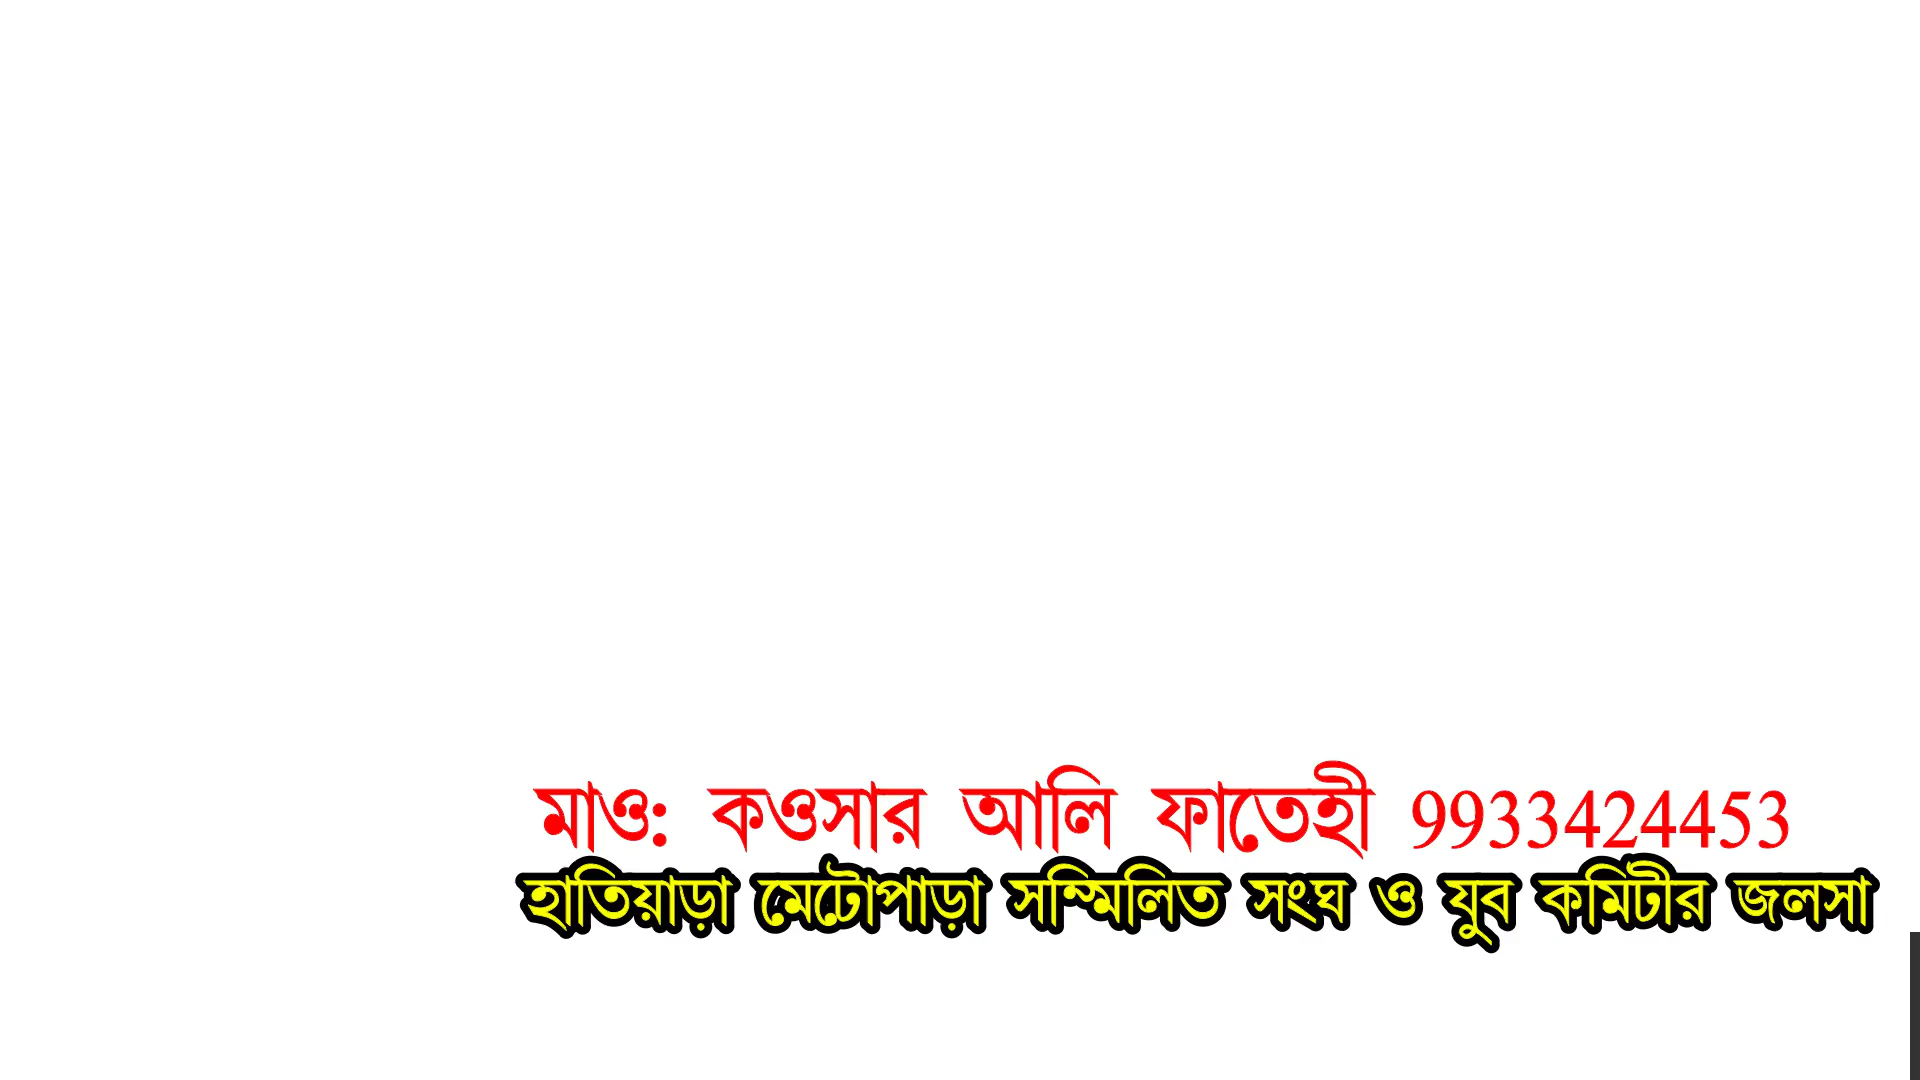 মাওঃ কওসার আলি ফাতেহী 9933424453
হাতিয়াড়া মেটোপাড়া সম্মিলিত সংঘ ও যুব কমিটীর জলসা